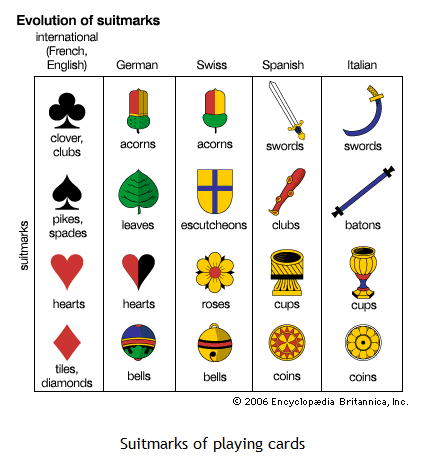 Evolution of suitmarks
international
(French,
English)
German
Swiss
Spanish
Italian
suitmarks
clover,
clubs
acorns
acorns
swords
swords
pikes,
spades
leaves
escutcheons
clubs
batons
hearts
hearts
roses
cups
cups
tiles,
diamonds
bells
bells
coins
coins
© 2006 Encyclopædia Britannica, Inc.
Suitmarks of playing cards